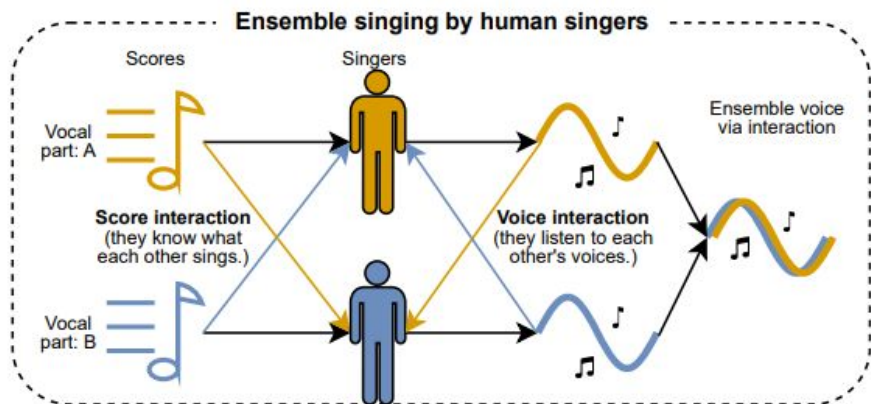 Ensemble singing by human singers
Scores
Singers
Vocal
part: A
Ensemble voice
via interaction
Score interaction
(they know what
each other sings.)
Voice interaction
(they listen to each
other's voices.)
Vocal
part: B